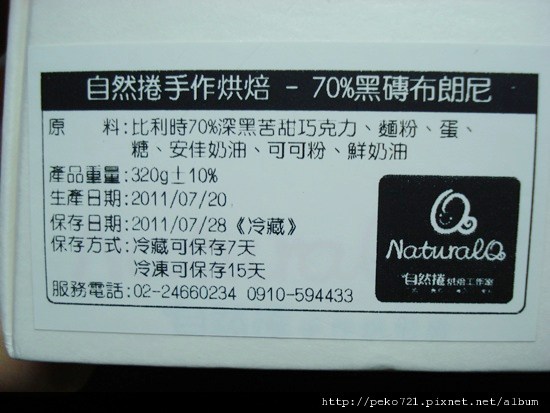 自然捲手作烘焙 - 70%黑磚布朗尼
原　　料:比利時70%深黑苦甜巧克力、麵粉、蛋、
糖、安佳奶油、可可粉、鮮奶油
產品重量:320g±10%
生產日期:2011/07/20
保存日期:2011/07/28《冷藏》
保存方式:冷藏可保存7天
冷凍可保存15天
服務電話:02-24660234 0910-594433
NaturalQ
自然捲 烘焙工作室
http://peko721.pixnet.net/album